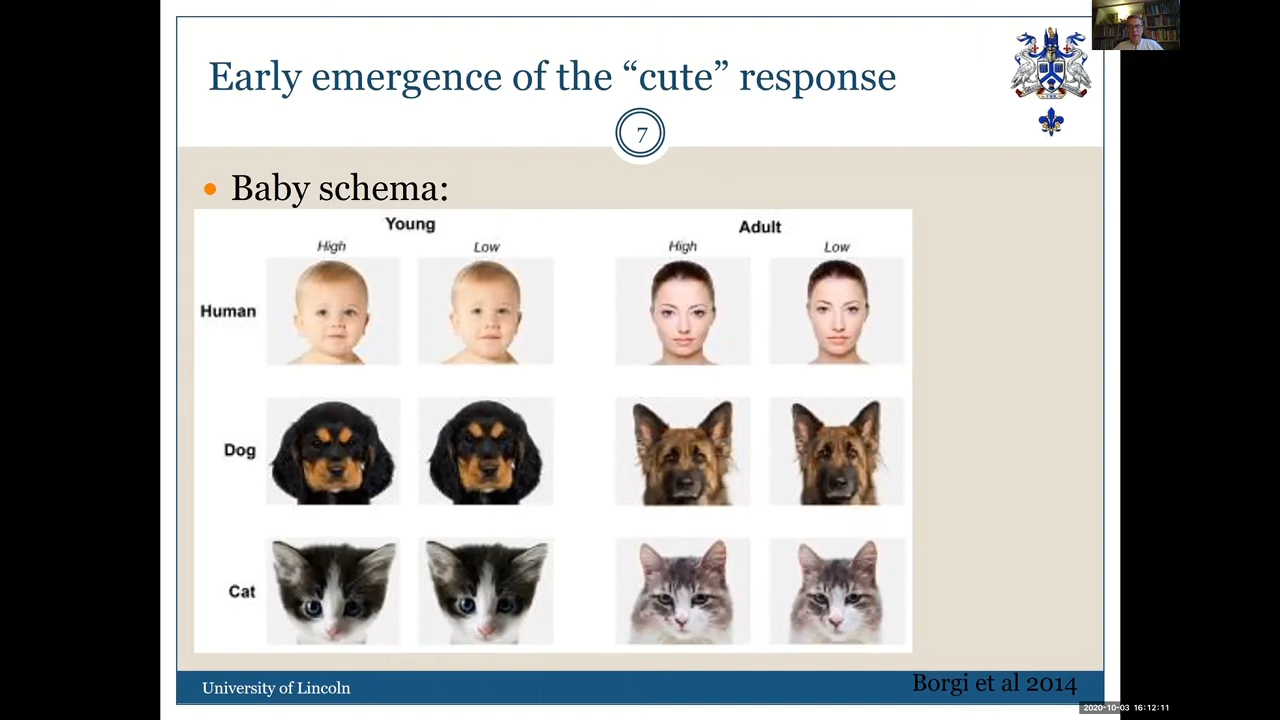 Early emergence of the “cute” response
7
• Baby schema:
Young Adult
High Low High Low
Human
Dog
Cat
University of Lincoln
Borgi et al 2014
2020-10-03 16:12:11